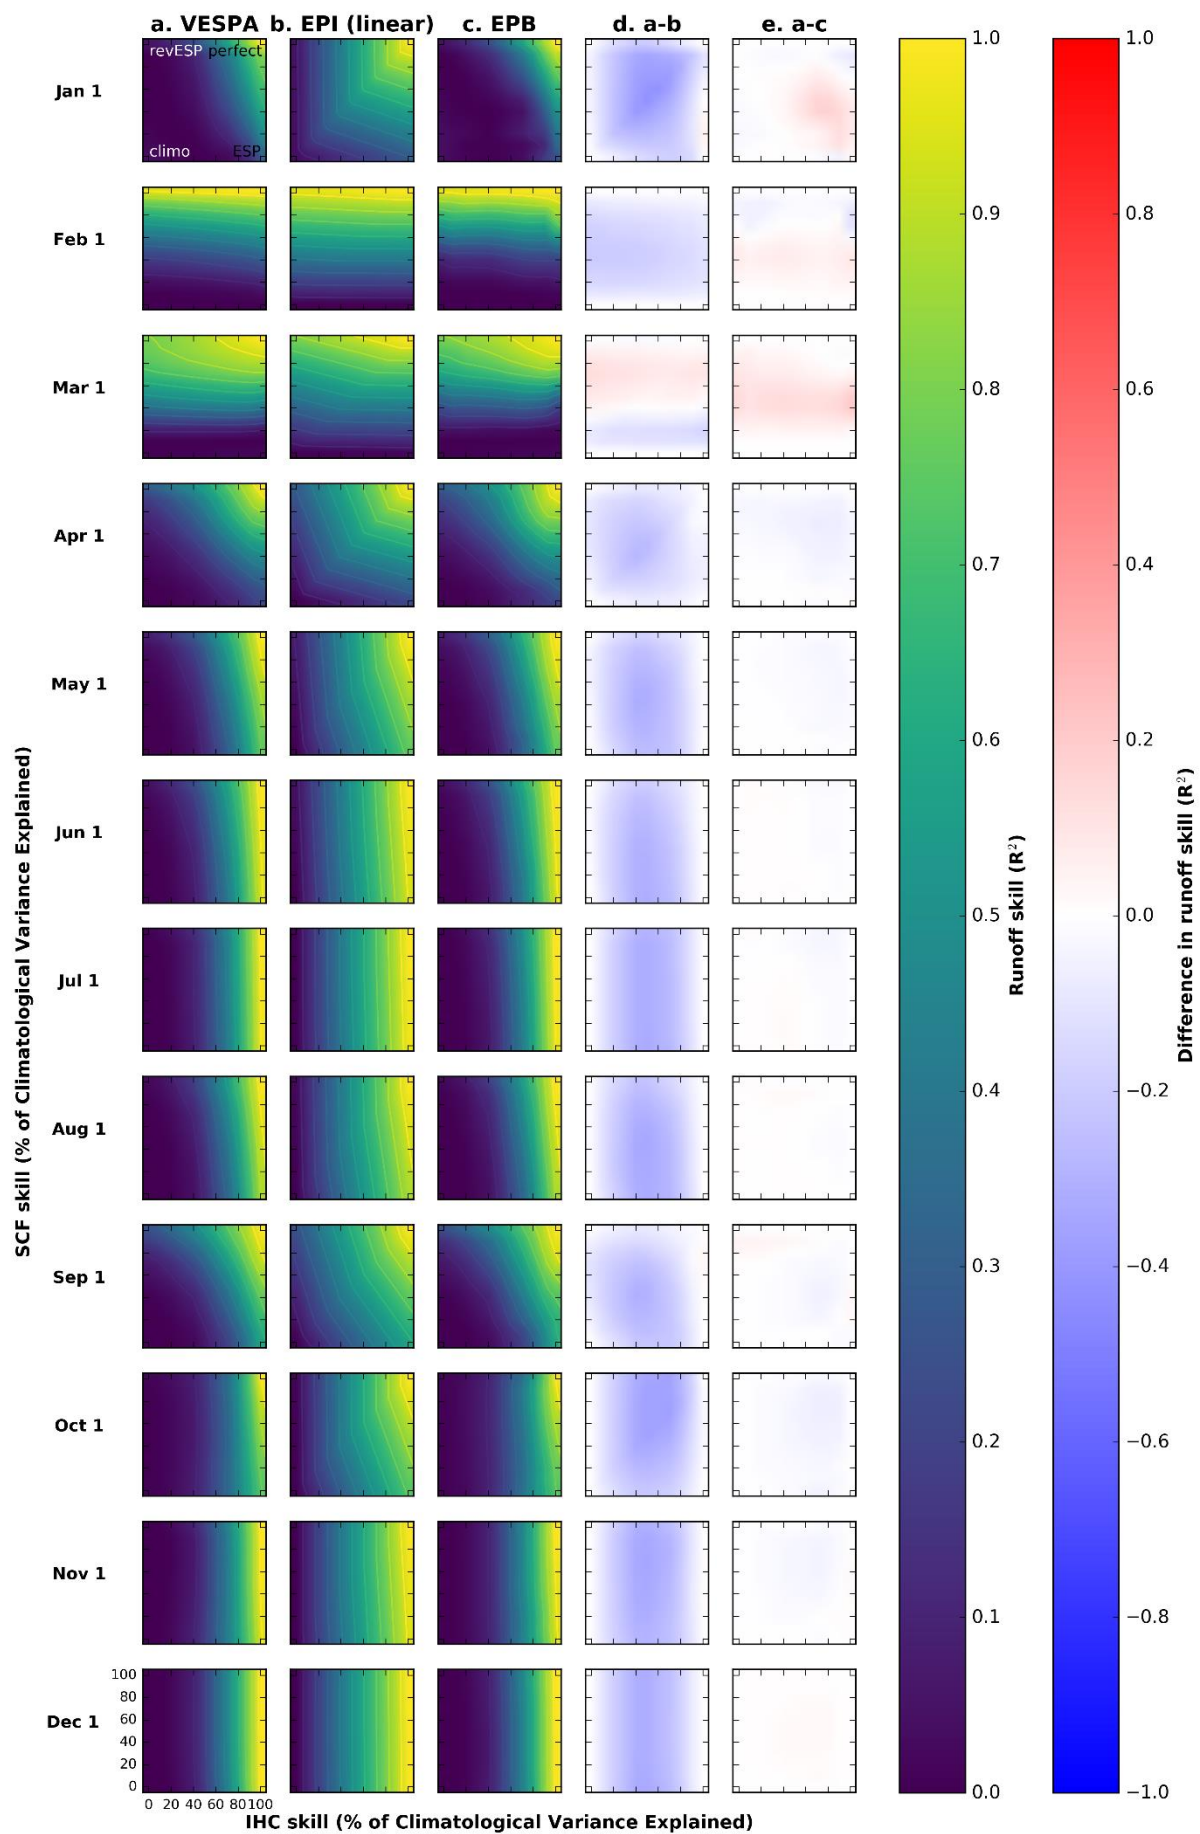 a. VESPA b. EPI (linear) c. EPB d. a-b e. a-c
revESP perfect
climo ESP
Jan 1
Feb 1
Mar 1
Apr 1
May 1
Jun 1
Jul 1
Aug 1
Sep 1
Oct 1
Nov 1
Dec 1
100
80
60
40
20
0
0 20 40 60 80 100
IHC skill (% of Climatological Variance Explained)
SCF skill (% of Climatological Variance Explained)
1.0
0.9
0.8
0.7
0.6
0.5
0.4
0.3
0.2
0.1
0.0
Runoff skill (R²)
1.0
0.8
0.6
0.4
0.2
0.0
−0.2
−0.4
−0.6
−0.8
−1.0
Difference in runoff skill (R²)